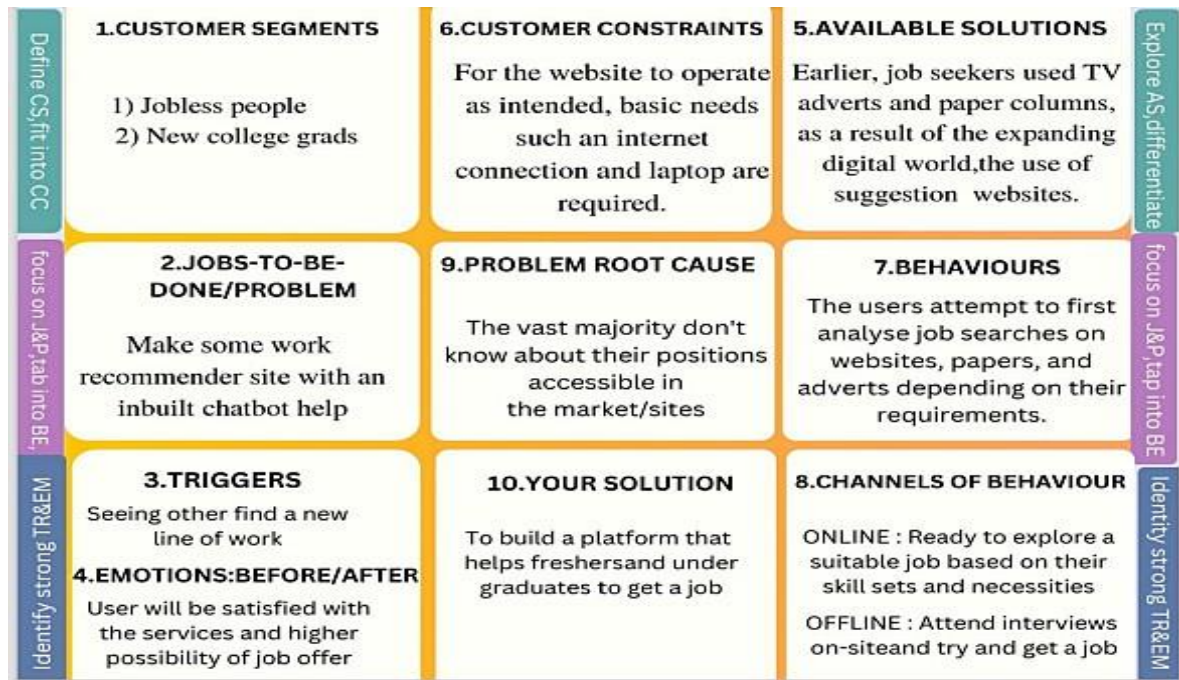 Define CS,fit into CC
1.CUSTOMER SEGMENTS
1) Jobless people
2) New college grads
6.CUSTOMER CONSTRAINTS
For the website to operate
as intended, basic needs
such an internet
connection and laptop are
required.
5.AVAILABLE SOLUTIONS
Earlier, job seekers used TV
adverts and paper columns,
as a result of the expanding
digital world,the use of
suggestion websites.
Explore AS,differentiate
focus on J&P,tab into BE,
2.JOBS-TO-BE-
DONE/PROBLEM
Make some work
recommender site with an
inbuilt chatbot help
9.PROBLEM ROOT CAUSE
The vast majority don't
know about their positions
accessible in
the market/sites
7.BEHAVIOURS
The users attempt to first
analyse job searches on
websites, papers, and
adverts depending on their
requirements.
focus on J&P,tap into BE
Identify strong TR&EM
3.TRIGGERS
Seeing other find a new
line of work
4.EMOTIONS:BEFORE/AFTER
User will be satisfied with
the services and higher
possibility of job offer
10.YOUR SOLUTION
To build a platform that
helps freshersand under
graduates to get a job
8.CHANNELS OF BEHAVIOUR
ONLINE : Ready to explore a
suitable job based on their
skill sets and necessities
OFFLINE : Attend interviews
on-siteand try and get a job
Identity strong TR&EM